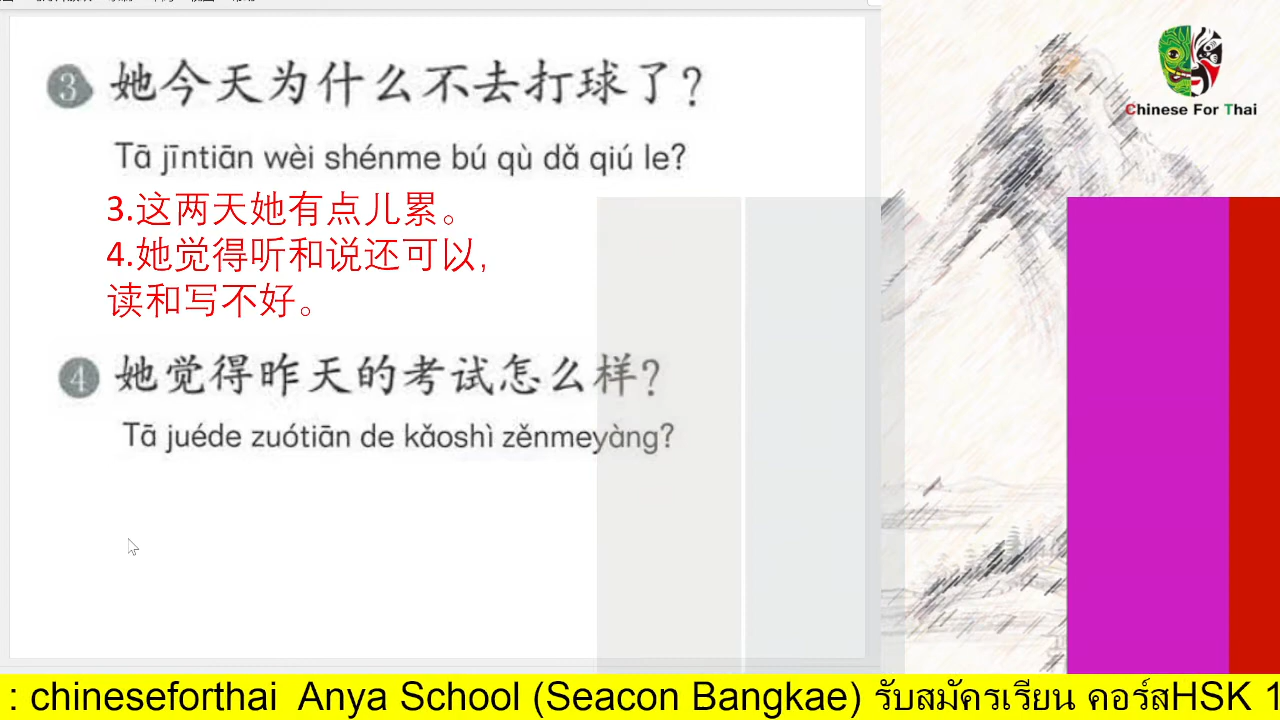 3 她今天为什么不去打球了?
Tā jīntiān wèi shénme bú qù dǎ qiú le?
3.这两天她有点儿累。
4.她觉得听和说还可以,
读和写不好。
4 她觉得昨天的考试怎么样?
Tā juéde zuótiān de kǎoshì zěnmeyàng?
Chinese For Thai
: chineseforthai Anya School (Seacon Bangkae) รับสมัครเรียน คอร์สHSK 1